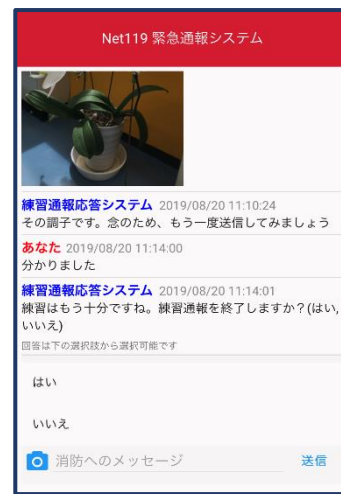 Net119 緊急通報システム
練習通報応答システム 2019/08/20 11:10:24
その調子です。念のため、もう一度送信してみましょう
あなた 2019/08/20 11:14:00
分かりました
練習通報応答システム 2019/08/20 11:14:01
練習はもう十分ですね。練習通報を終了しますか?(はい,
いいえ)
回答は下の選択肢から選択可能です
はい
いいえ
消防へのメッセージ 送信